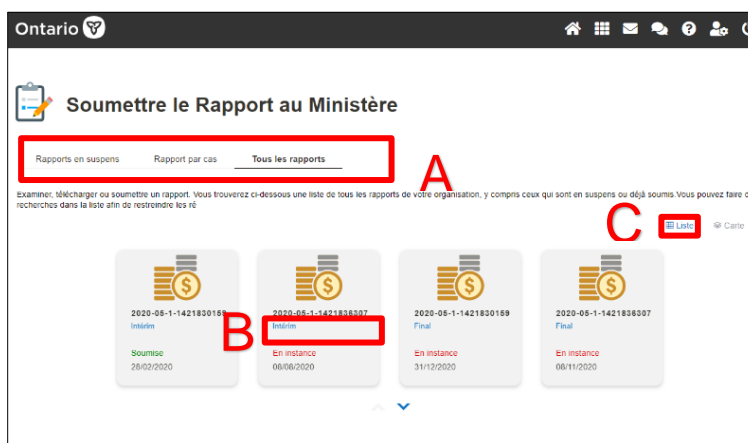 Ontario
Soumettre le Rapport au Ministère
Rapports en suspens Rapport par cas Tous les rapports
A
Examiner, télécharger ou soumettre un rapport. Vous trouverez ci-dessous une liste de tous les rapports de votre organisation, y compris ceux qui sont en suspens ou déjà soumis.Vous pouvez faire
recherches dans la liste afin de restreindre les ré
C
Liste Carte
2020-05-1-1421830159 2020-05-1-1421836307 2020-05-1-1421830159 2020-05-1-1421836307
Intérim Intérim Final Final
B
Soumise En instance En instance En instance
28/02/2020 08/08/2020 31/12/2020 08/11/2020